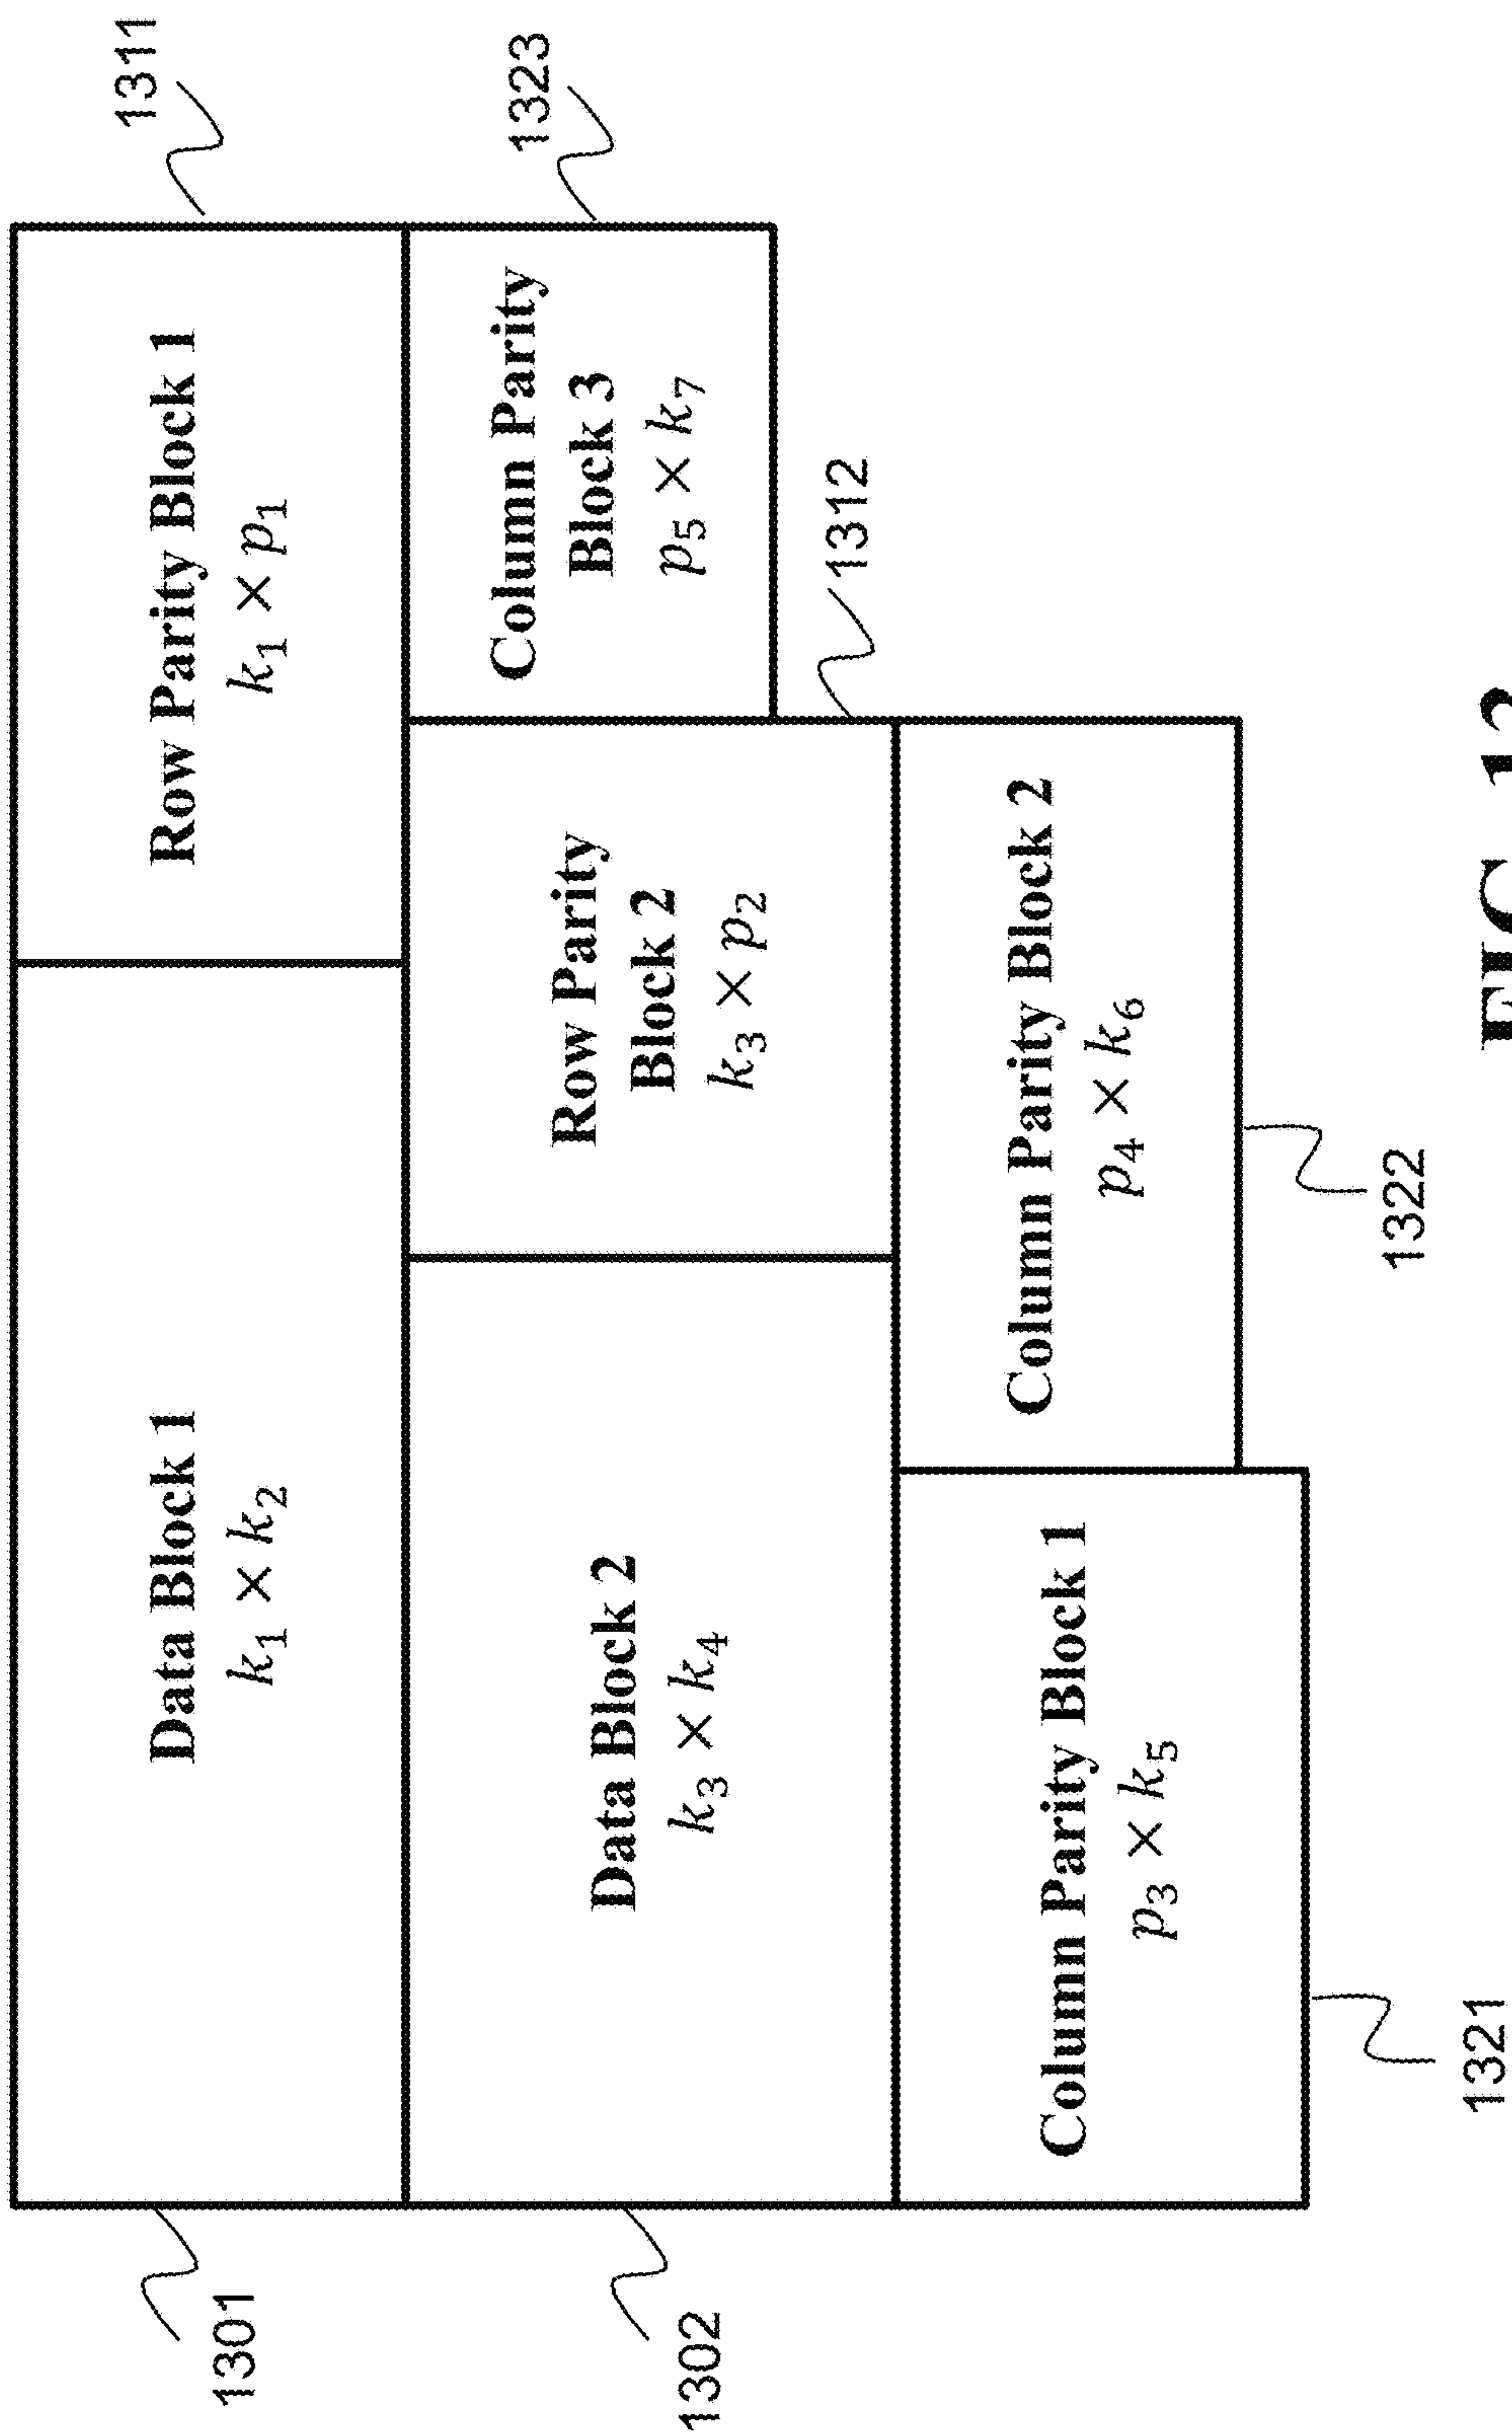 1301
Data Block 1
k₁ × k₂
Row Parity Block 1
k₁ × p₁
1311
1302
Data Block 2
k₃ × k₄
Row Parity
Block 2
k₃ × p₂
Column Parity
Block 3
p₅ × k₇
1323
1312
Column Parity Block 1
p₃ × k₅
Column Parity Block 2
p₄ × k₆
1321
1322
FIG.